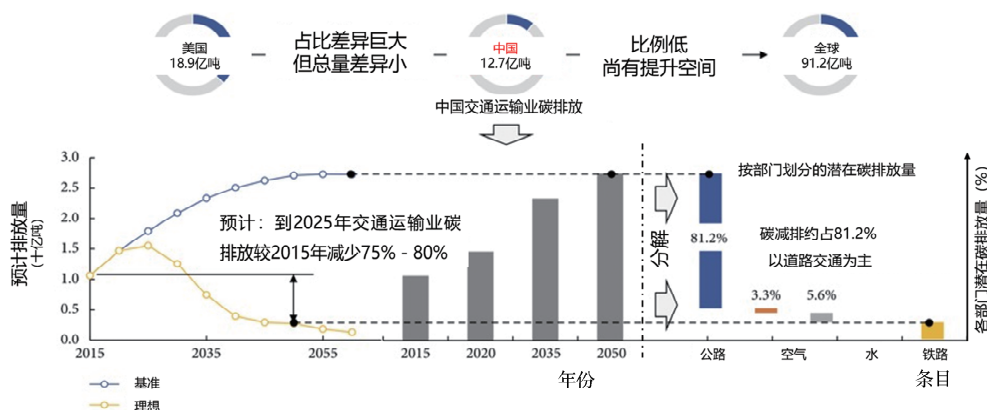 美国
18.9亿吨
占比差异巨大
但总量差异小
中国
12.7亿吨
比例低
尚有提升空间
全球
91.2亿吨
中国交通运输业碳排放
预计排放量
(十亿吨)
3.0
2.5
2.0
1.5
1.0
0.5
0.0
预计：到2025年交通运输业碳
排放较2015年减少75% - 80%
2015
2035
2055
2015
2020
2035
2050
年份
基准
理想
分解
按部门划分的潜在碳排放量
碳减排约占81.2%
以道路交通为主
81.2%
3.3%
5.6%
公路
空气
水
铁路
条目
各部门潜在碳排放量（%）